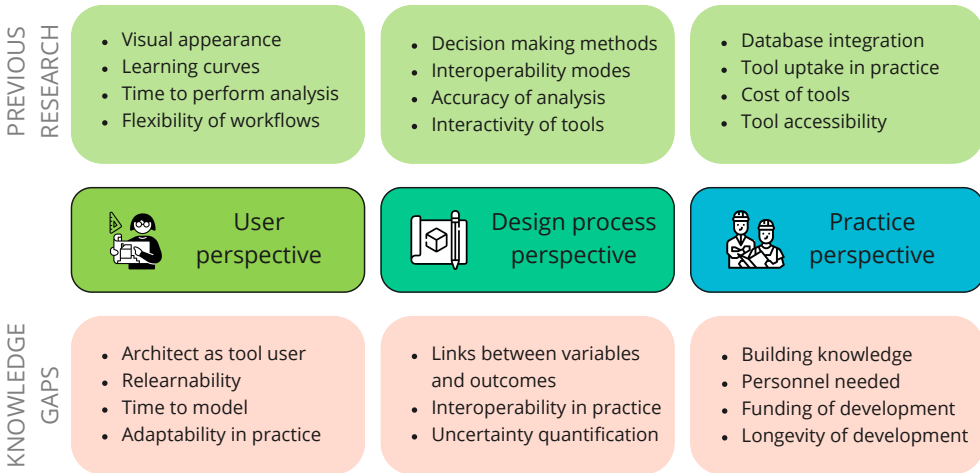 PREVIOUS
RESEARCH
• Visual appearance
• Learning curves
• Time to perform analysis
• Flexibility of workflows
• Decision making methods
• Interoperability modes
• Accuracy of analysis
• Interactivity of tools
• Database integration
• Tool uptake in practice
• Cost of tools
• Tool accessibility
User
perspective
Design process
perspective
Practice
perspective
KNOWLEDGE
GAPS
• Architect as tool user
• Relearnability
• Time to model
• Adaptability in practice
• Links between variables
and outcomes
• Interoperability in practice
• Uncertainty quantification
• Building knowledge
• Personnel needed
• Funding of development
• Longevity of development